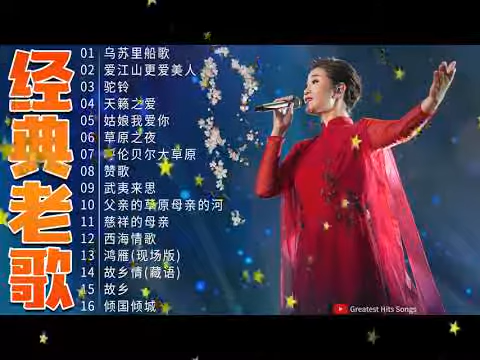 经典老歌
01 乌苏里船歌
02 爱江山更爱美人
03 驼铃
04 天籁之爱
05 姑娘我爱你
06 草原之夜
07 呼伦贝尔大草原
08 赞歌
09 武夷来思
10 父亲的草原母亲的河
11 慈祥的母亲
12 西海情歌
13 鸿雁(现场版)
14 故乡情(藏语)
15 故乡
16 倾国倾城
Greatest Hits Songs